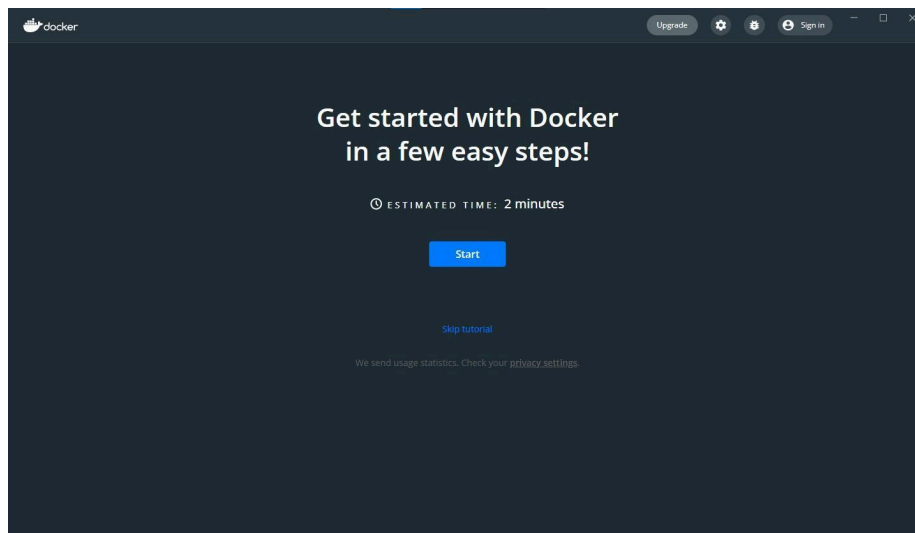 docker
Upgrade
Sign in
Get started with Docker
in a few easy steps!
ESTIMATED TIME: 2 minutes
Start
Skip tutorial
We send usage statistics. Check your privacy settings.